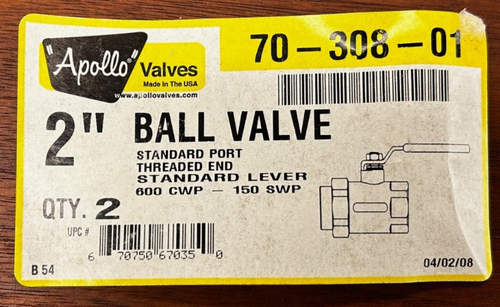 "Apollo" Valves
Made In The USA
www.apollovalves.com
70-308-01
2" BALL VALVE
STANDARD PORT
THREADED END
STANDARD LEVER
600 CWP - 150 SWP
QTY. 2
UPC #
6 70750 67035 0
B 54
04/02/08